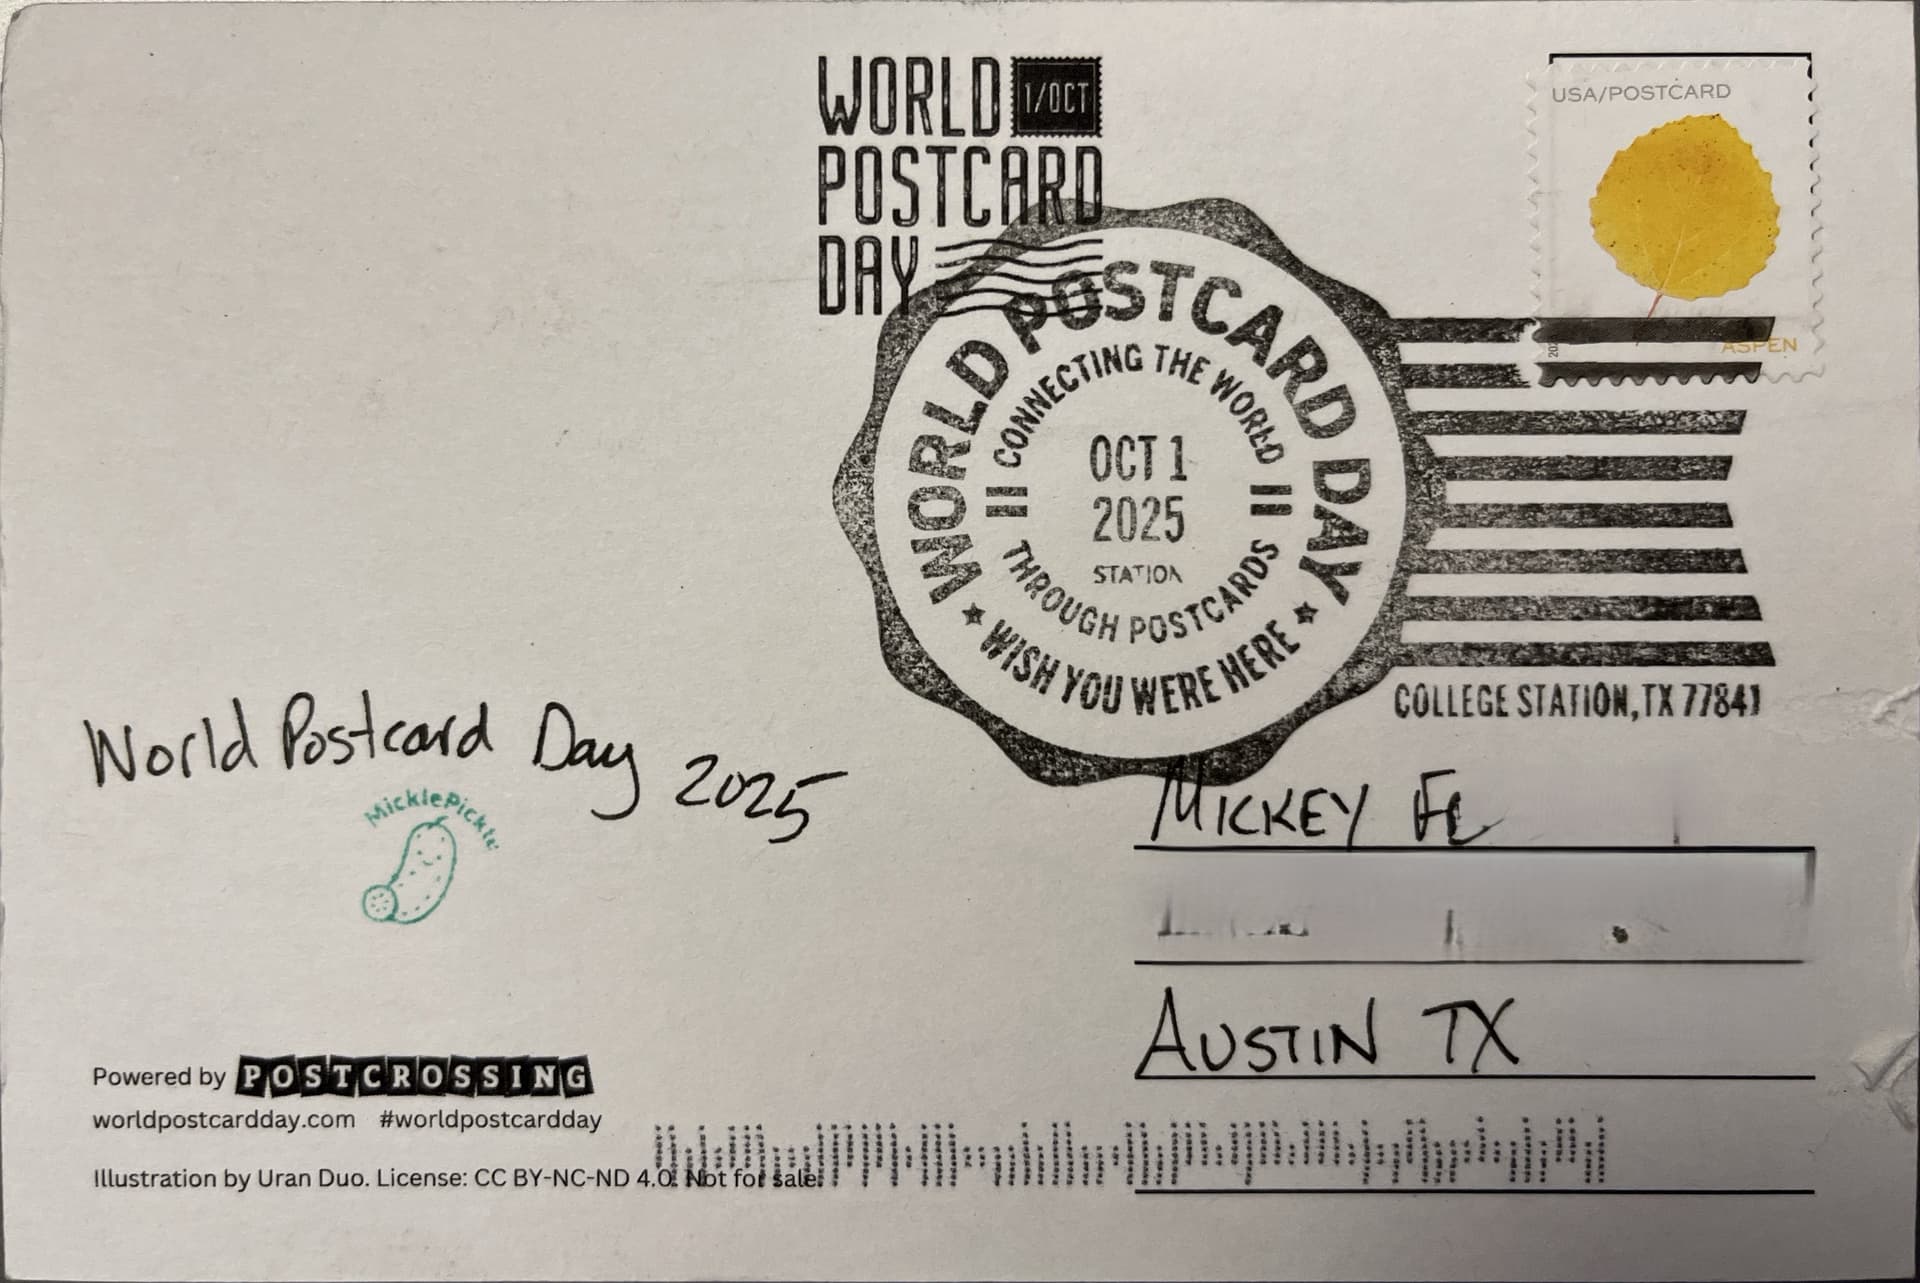 WORLD 1/OCT
POSTCARD
DAY
USA/POSTCARD
ASPEN
WORLD POSTCARD DAY
CONNECTING THE WORLD
OCT 1
2025
STATION
THROUGH POSTCARDS
WISH YOU WERE HERE
COLLEGE STATION, TX 77841
World Postcard Day 2025
MicklePickle
MICKEY
AUSTIN TX
Powered by POSTCROSSING
worldpostcardday.com #worldpostcardday
Illustration by Uran Duo. License: CC BY-NC-ND 4.0. Not for sale.